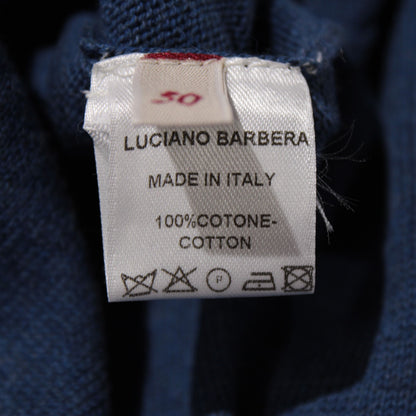 50
LUCIANO BARBERA
MADE IN ITALY
100%COTONE-
COTTON
P